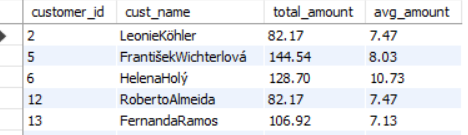 customer_id cust_name total_amount avg_amount
2 LeonieKöhler 82.17 7.47
5 FrantišekWichterlová 144.54 8.03
6 HelenaHolý 128.70 10.73
12 RobertoAlmeida 82.17 7.47
13 FernandaRamos 106.92 7.13